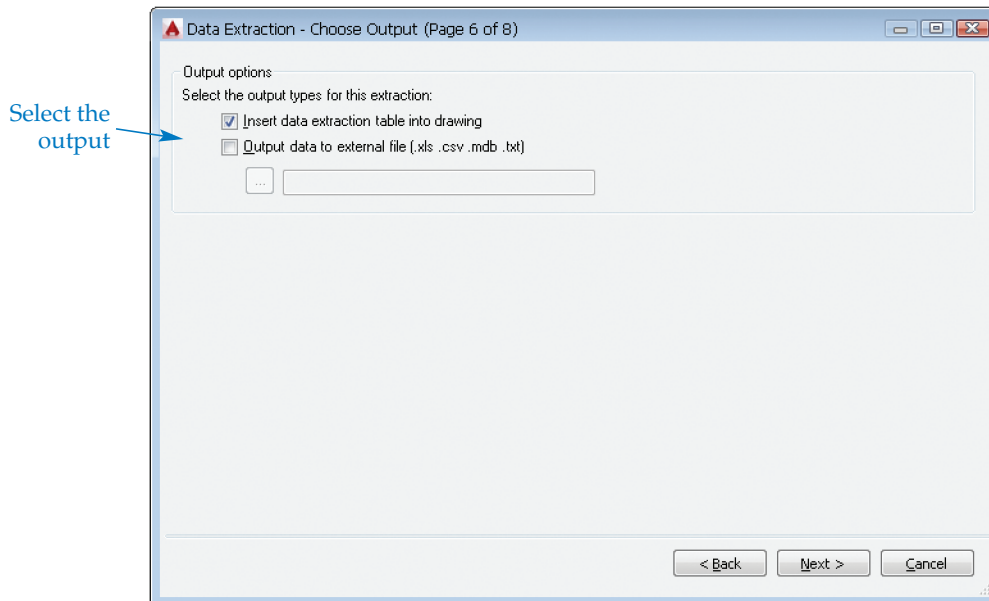 Data Extraction - Choose Output (Page 6 of 8)
Output options
Select the output types for this extraction:
Select the
output
Insert data extraction table into drawing
Output data to external file (.xls .csv .mdb .txt)
...
< Back
Next >
Cancel